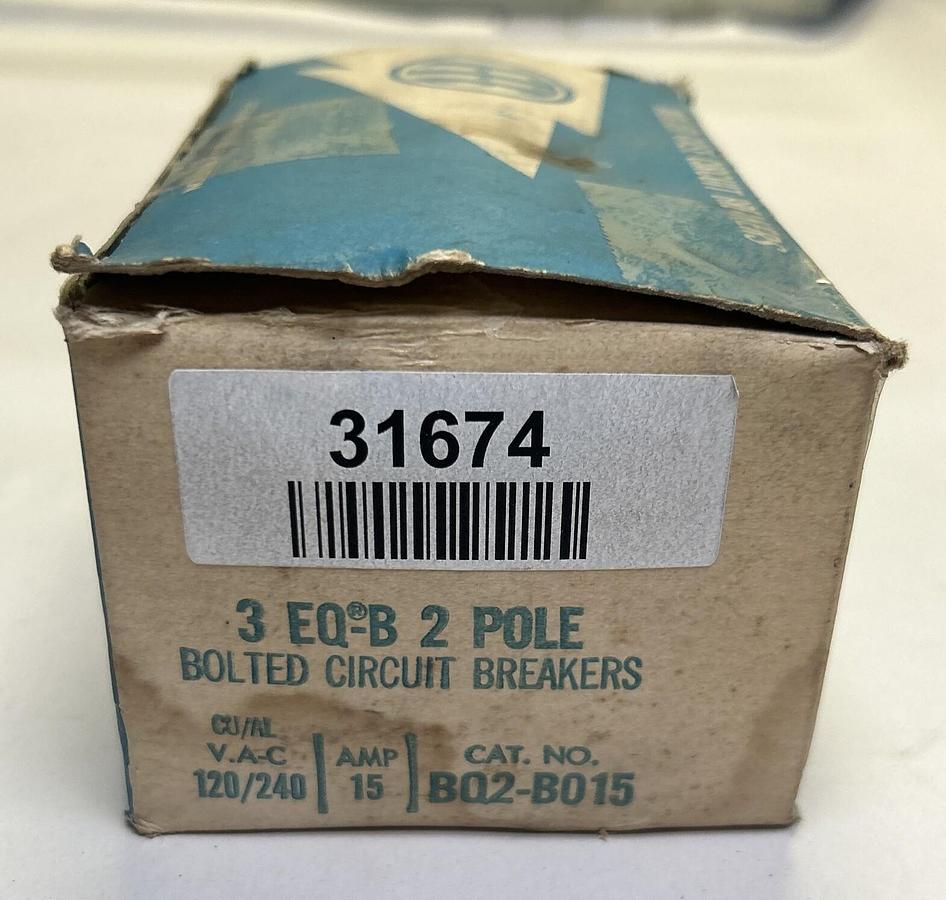 31674
3 EQ®-B 2 POLE
BOLTED CIRCUIT BREAKERS
CU/AL
V.A-C
120/240
AMP
15
CAT. NO.
BQ2-B015